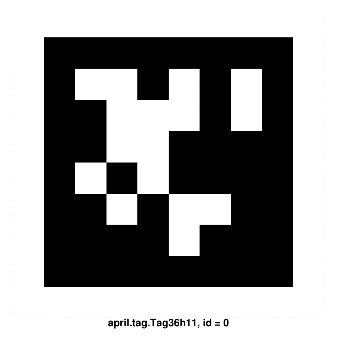 april.tag.Tag36h11, id = 0